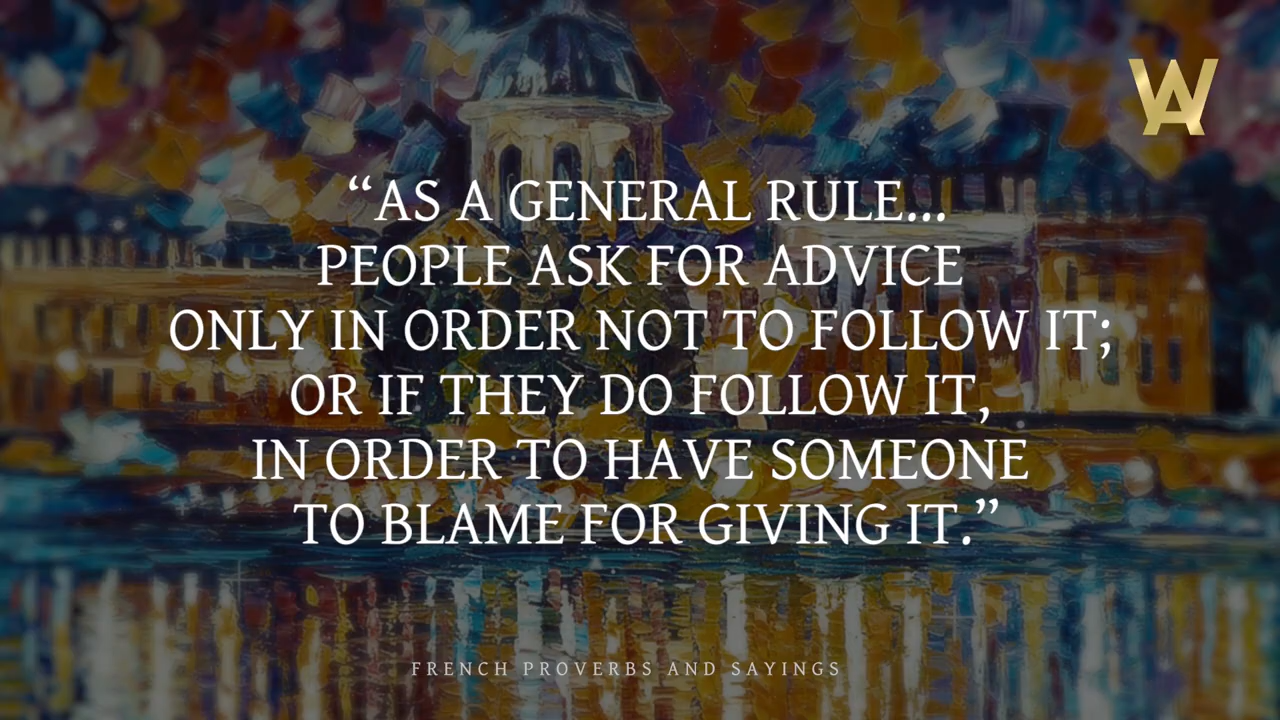 WA
“AS A GENERAL RULE...
PEOPLE ASK FOR ADVICE
ONLY IN ORDER NOT TO FOLLOW IT;
OR IF THEY DO FOLLOW IT,
IN ORDER TO HAVE SOMEONE
TO BLAME FOR GIVING IT.”
FRENCH PROVERBS AND SAYINGS